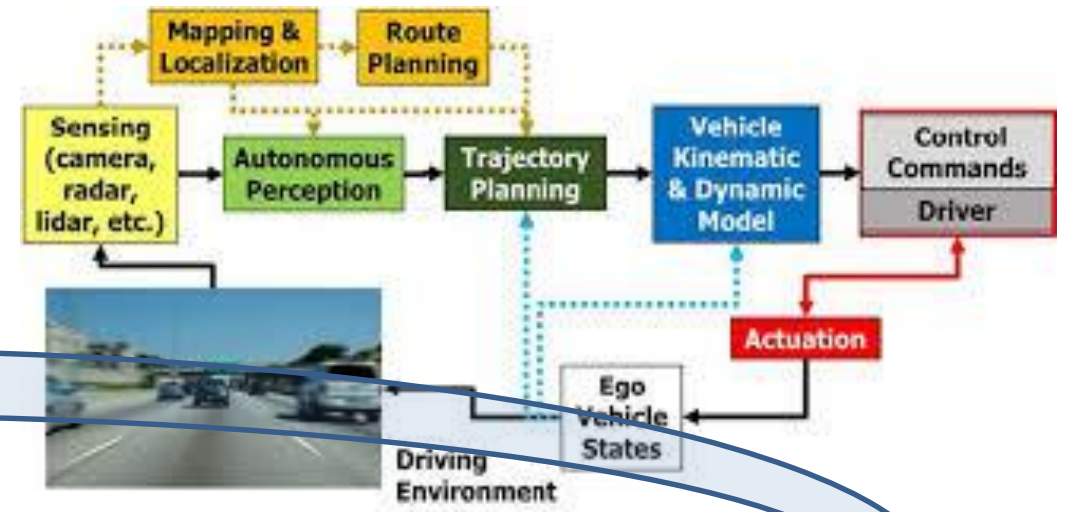 Mapping &
Localization
Route
Planning
Sensing
(camera,
radar,
lidar, etc.)
Autonomous
Perception
Trajectory
Planning
Vehicle
Kinematic
& Dynamic
Model
Control
Commands
Driver
Actuation
Ego
Vehicle
States
Driving
Environment